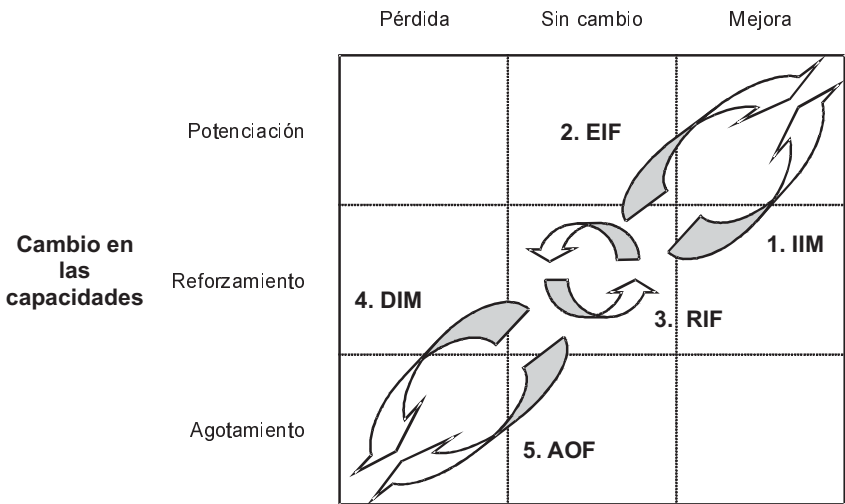 Pérdida Sin cambio Mejora
Potenciación
2. EIF
Cambio en
las
capacidades
1. IIM
Reforzamiento
4. DIM
3. RIF
Agotamiento
5. AOF